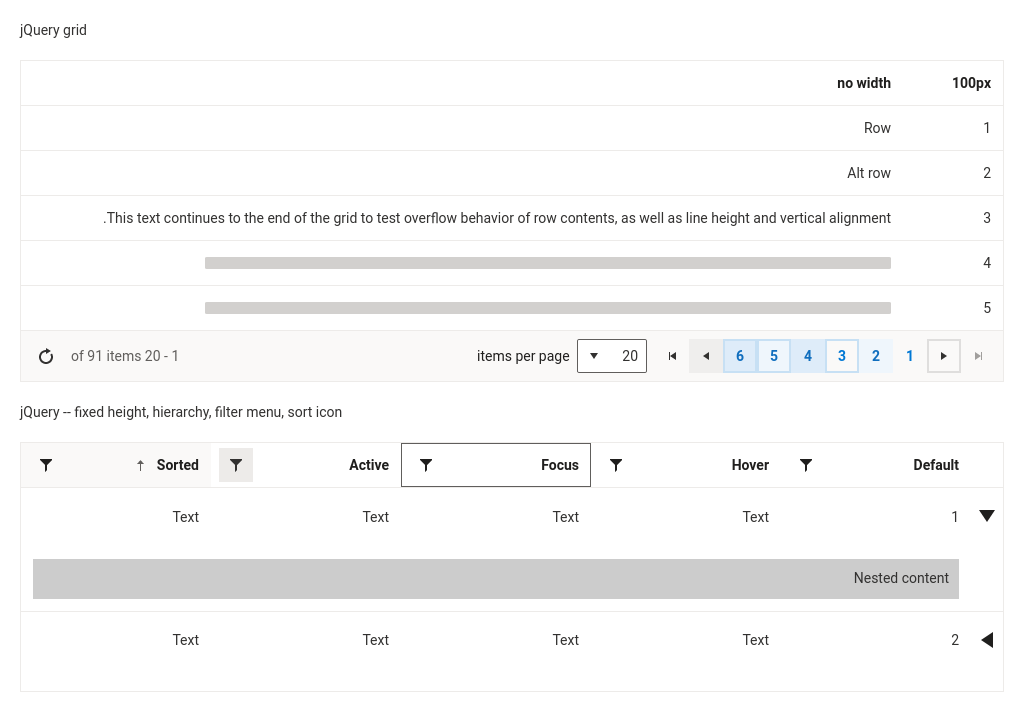 jQuery grid
100px no width
1 Row
2 Alt row
3 This text continues to the end of the grid to test overflow behavior of row contents, as well as line height and vertical alignment.
4
5
1 2 3 4 5 6 20 items per page 1 - 20 of 91 items
jQuery -- fixed height, hierarchy, filter menu, sort icon
Default Hover Focus Active Sorted
1 Text Text Text Text
Nested content
2 Text Text Text Text